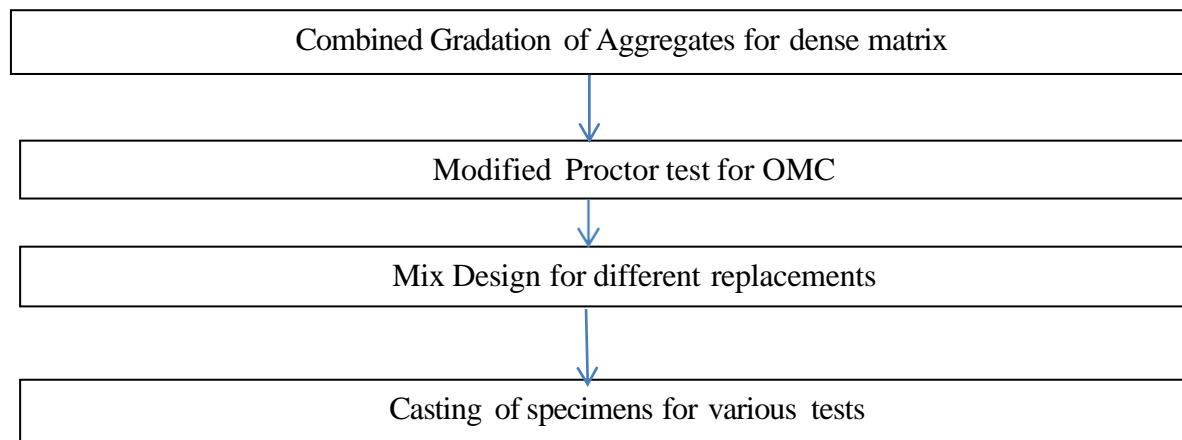 Combined Gradation of Aggregates for dense matrix
Modified Proctor test for OMC
Mix Design for different replacements
Casting of specimens for various tests